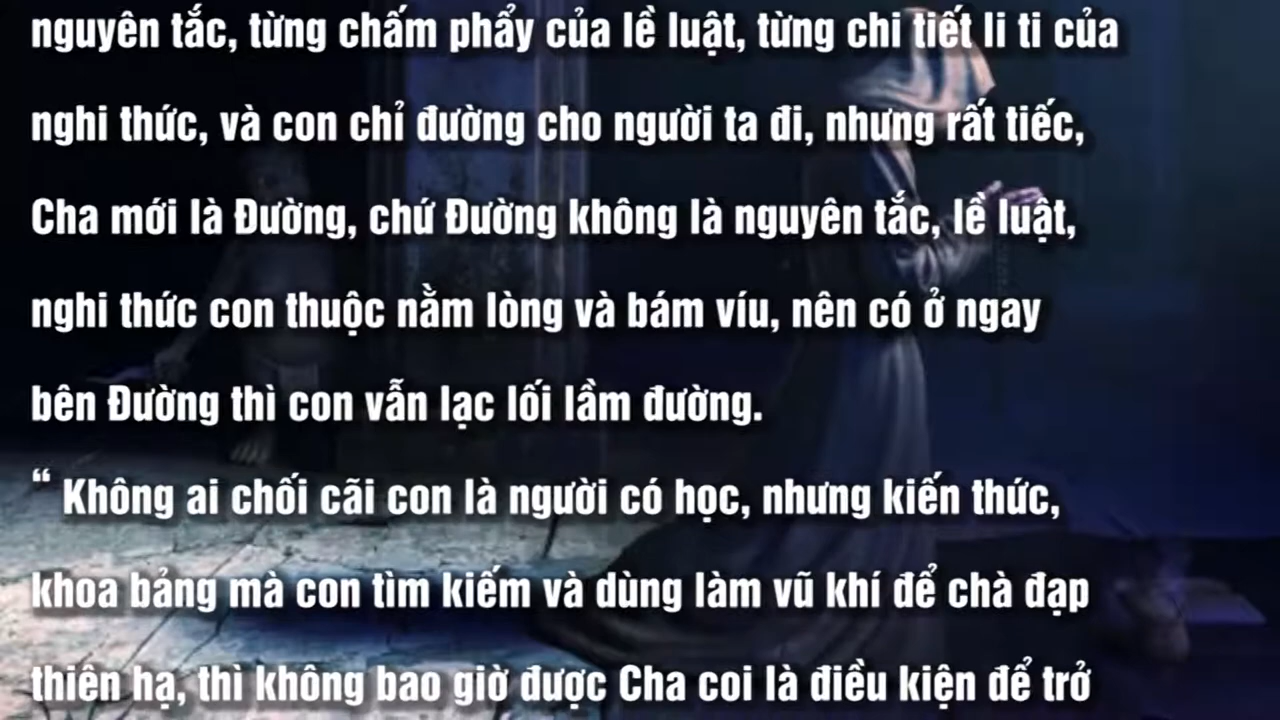 nguyên tắc, từng chấm phẩy của lề luật, từng chi tiết li ti của
nghi thức, và con chỉ đường cho người ta đi, nhưng rất tiếc,
Cha mới là Đường, chứ Đường không là nguyên tắc, lề luật,
nghi thức con thuộc nằm lòng và bám víu, nên có ở ngay
bên Đường thì con vẫn lạc lối lầm đường.
“ Không ai chối cãi con là người có học, nhưng kiến thức,
khoa bảng mà con tìm kiếm và dùng làm vũ khí để chà đạp
thiên hạ, thì không bao giờ được Cha coi là điều kiện để trở